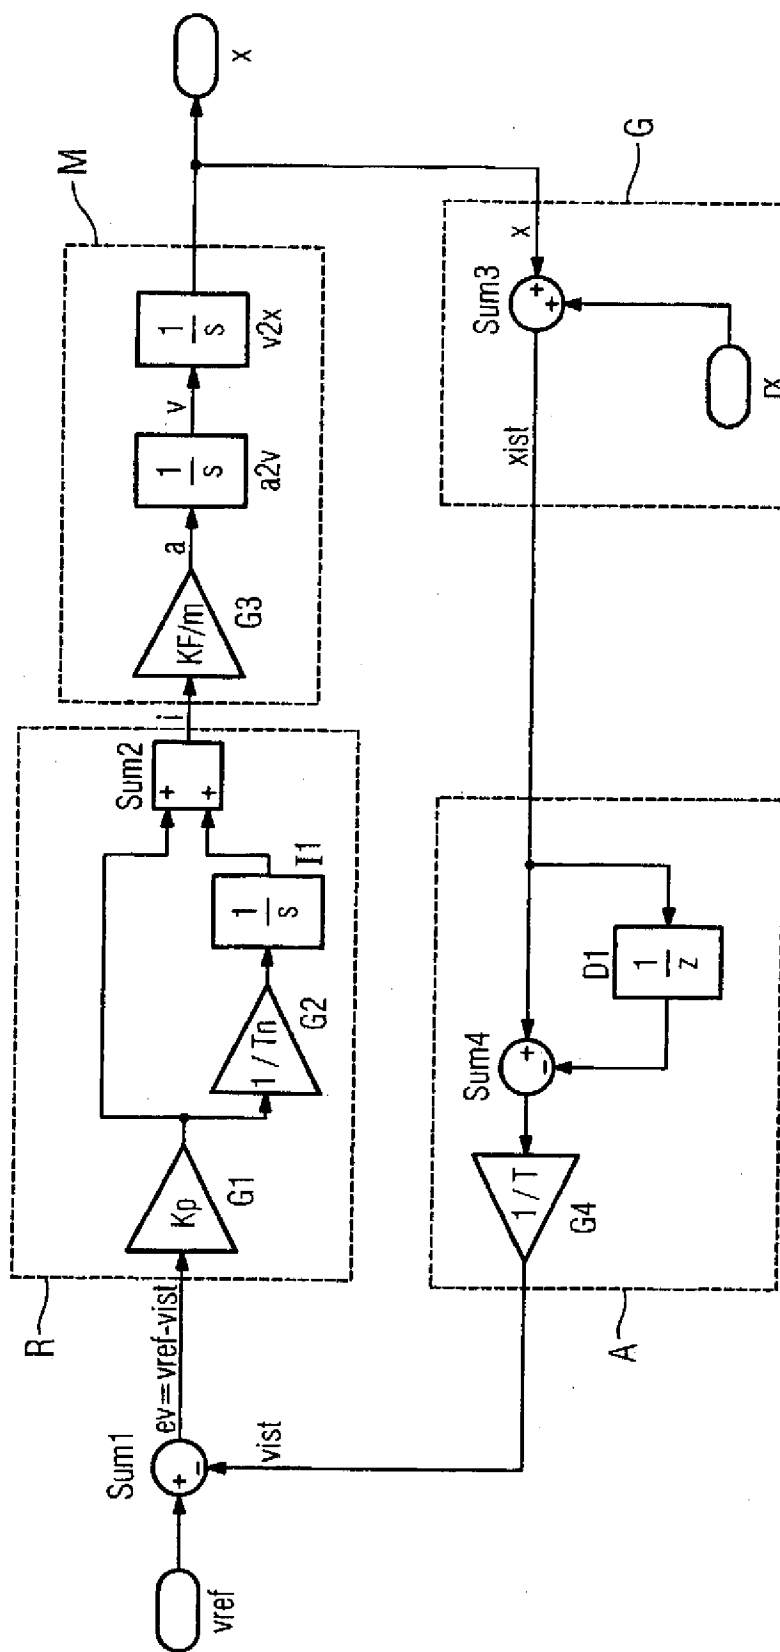 vref
Sum1
+
−
ev=vref-vist
R
Kp
G1
1/Tn
G2
1
s
I1
Sum2
+
+
i
M
KF/m
G3
a
1
s
a2v
v
1
s
v2x
x
G
x
Sum3
+
+
rx
xist
D1
1
z
Sum4
+
−
1/T
G4
A
vist